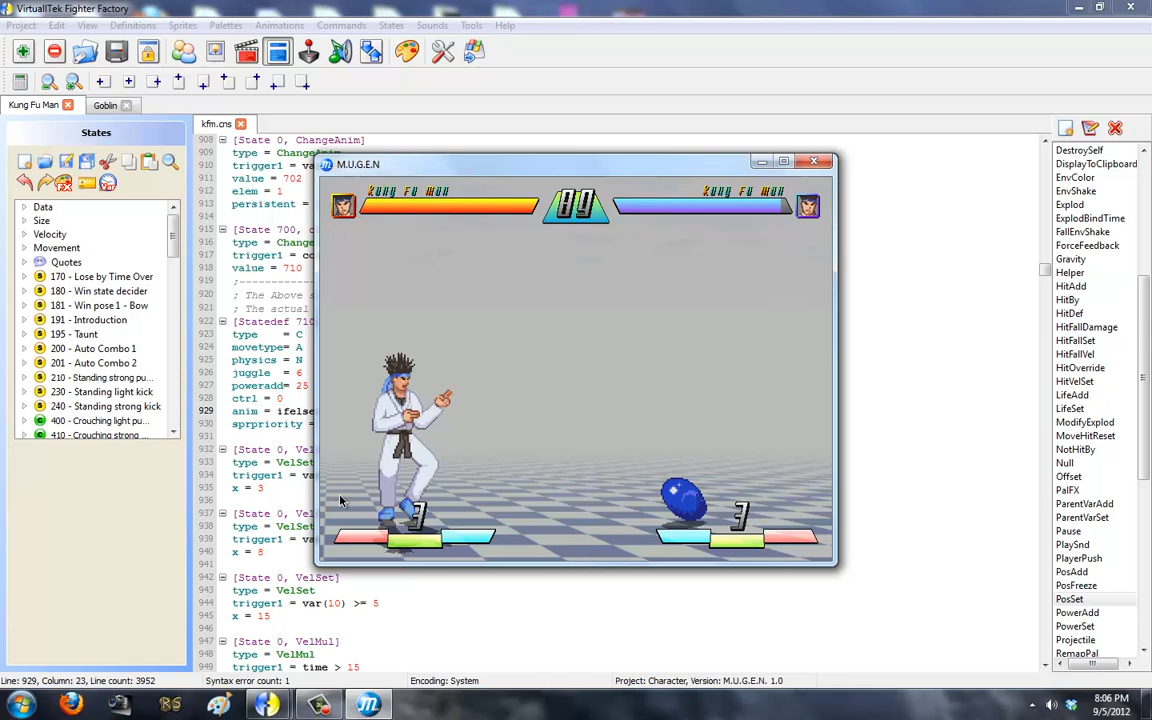 VirtuallTek Fighter Factory
Project Edit View Definitions Sprites Palettes Animations Commands States Sounds Tools Help
Kung Fu Man Goblin
States
Data
Size
Velocity
Movement
Quotes
170 - Lose by Time Over
180 - Win state decider
181 - Win pose 1 - Bow
191 - Introduction
195 - Taunt
200 - Auto Combo 1
201 - Auto Combo 2
210 - Standing strong pu...
230 - Standing light kick
240 - Standing strong kick
400 - Crouching light pu...
410 - Crouching strong ...
kfm.cns
908 [State 0, ChangeAnim]
909 type = ChangeAnim
910 trigger1 = va
911 value = 702
912 elem = 1
913 persistent =
914
915 [State 700, c
916 type = Change
917 trigger1 = co
918 value = 710
919 ;---------------
920 ; The Above s
921 ; The actual
922 [Statedef 710
923 type = C
924 movetype= A
925 physics = N
926 juggle = 6
927 poweradd= 25
928 ctrl = 0
929 anim = ifelse
930 sprpriority =
931
932 [State 0, Vel
933 type = VelSet
934 trigger1 = va
935 x = 3
936
937 [State 0, Vel
938 type = VelSet
939 trigger1 = va
940 x = 8
941
942 [State 0, VelSet]
943 type = VelSet
944 trigger1 = var(10) >= 5
945 x = 15
946
947 [State 0, VelMul]
948 type = VelMul
949 trigger1 = time > 15
M.U.G.E.N
Kung Fu man
89
Kung Fu man
3
3
DestroySelf
DisplayToClipboard
EnvColor
EnvShake
Explod
ExplodBindTime
FallEnvShake
ForceFeedback
Gravity
Helper
HitAdd
HitBy
HitDef
HitFallDamage
HitFallSet
HitFallVel
HitOverride
HitVelSet
LifeAdd
LifeSet
ModifyExplod
MoveHitReset
NotHitBy
Null
Offset
PalFX
ParentVarAdd
ParentVarSet
Pause
PlaySnd
PlayerPush
PosAdd
PosFreeze
PosSet
PowerAdd
PowerSet
Projectile
RemapPal
Line: 929, Column: 23, Line count: 3952 Syntax error count: 1 Encoding: System Project: Character, Version: M.U.G.E.N. 1.0
RS
8:06 PM
9/5/2012